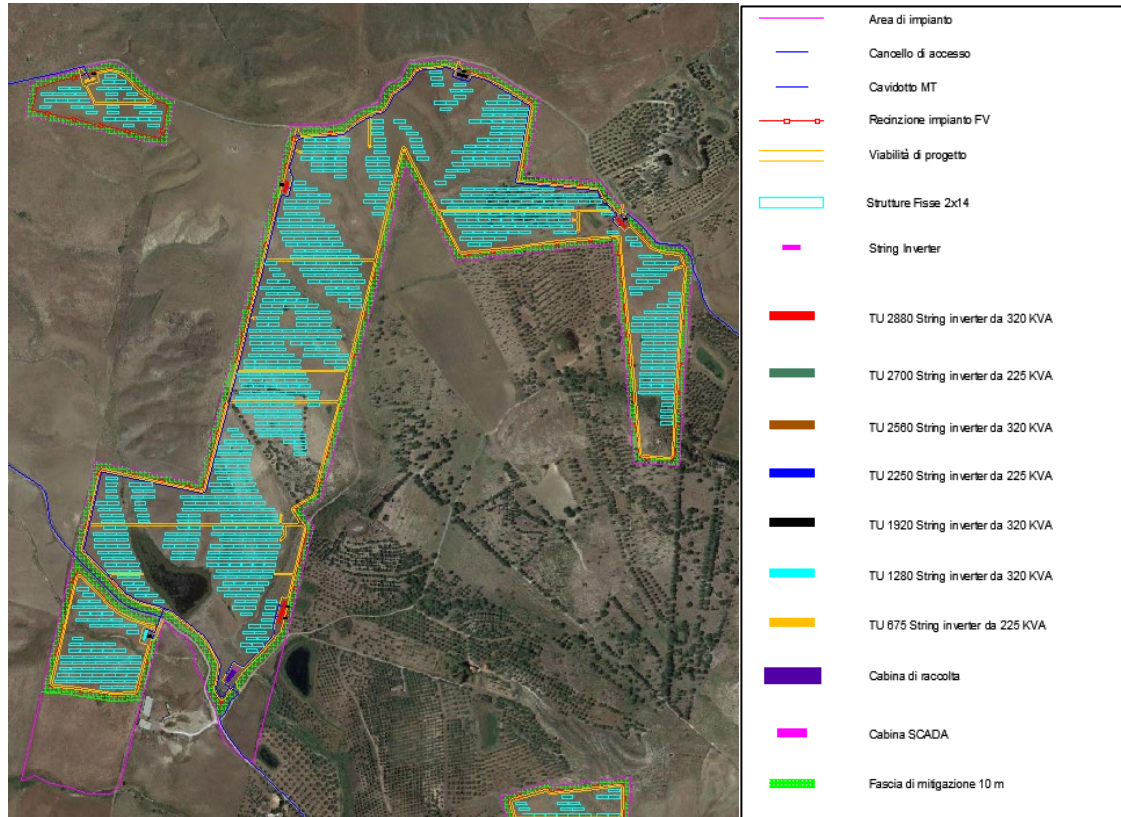 Area di impianto
Cancello di accesso
Cavidotto MT
Recinzione impianto FV
Viabilità di progetto
Strutture Fisse 2x14
String Inverter
TU 2880 String inverter da 320 KVA
TU 2700 String inverter da 225 KVA
TU 2560 String inverter da 320 KVA
TU 2250 String inverter da 225 KVA
TU 1920 String inverter da 320 KVA
TU 1280 String inverter da 320 KVA
TU 675 String inverter da 225 KVA
Cabina di raccolta
Cabina SCADA
Fascia di mitigazione 10 m